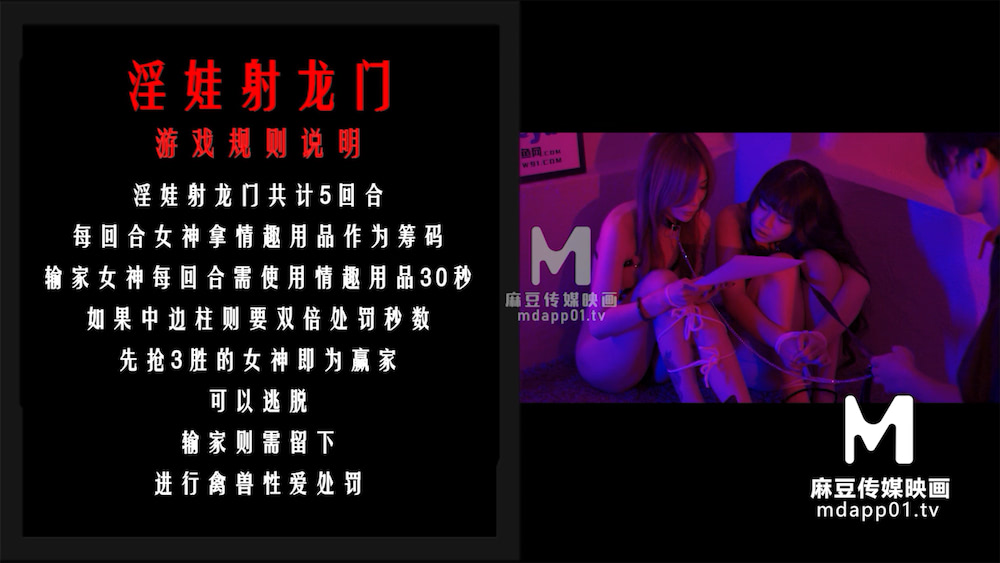 淫娃射龙门
游戏规则说明
淫娃射龙门共计5回合
每回合女神拿情趣用品作为筹码
输家女神每回合需使用情趣用品30秒
如果中边柱则要双倍处罚秒数
先抢3胜的女神即为赢家
可以逃脱
输家则需留下
进行禽兽性爱处罚
鱼网.COM
W91.COM
麻豆传媒映画
mdapp01.tv
麻豆传媒映画
mdapp01.tv